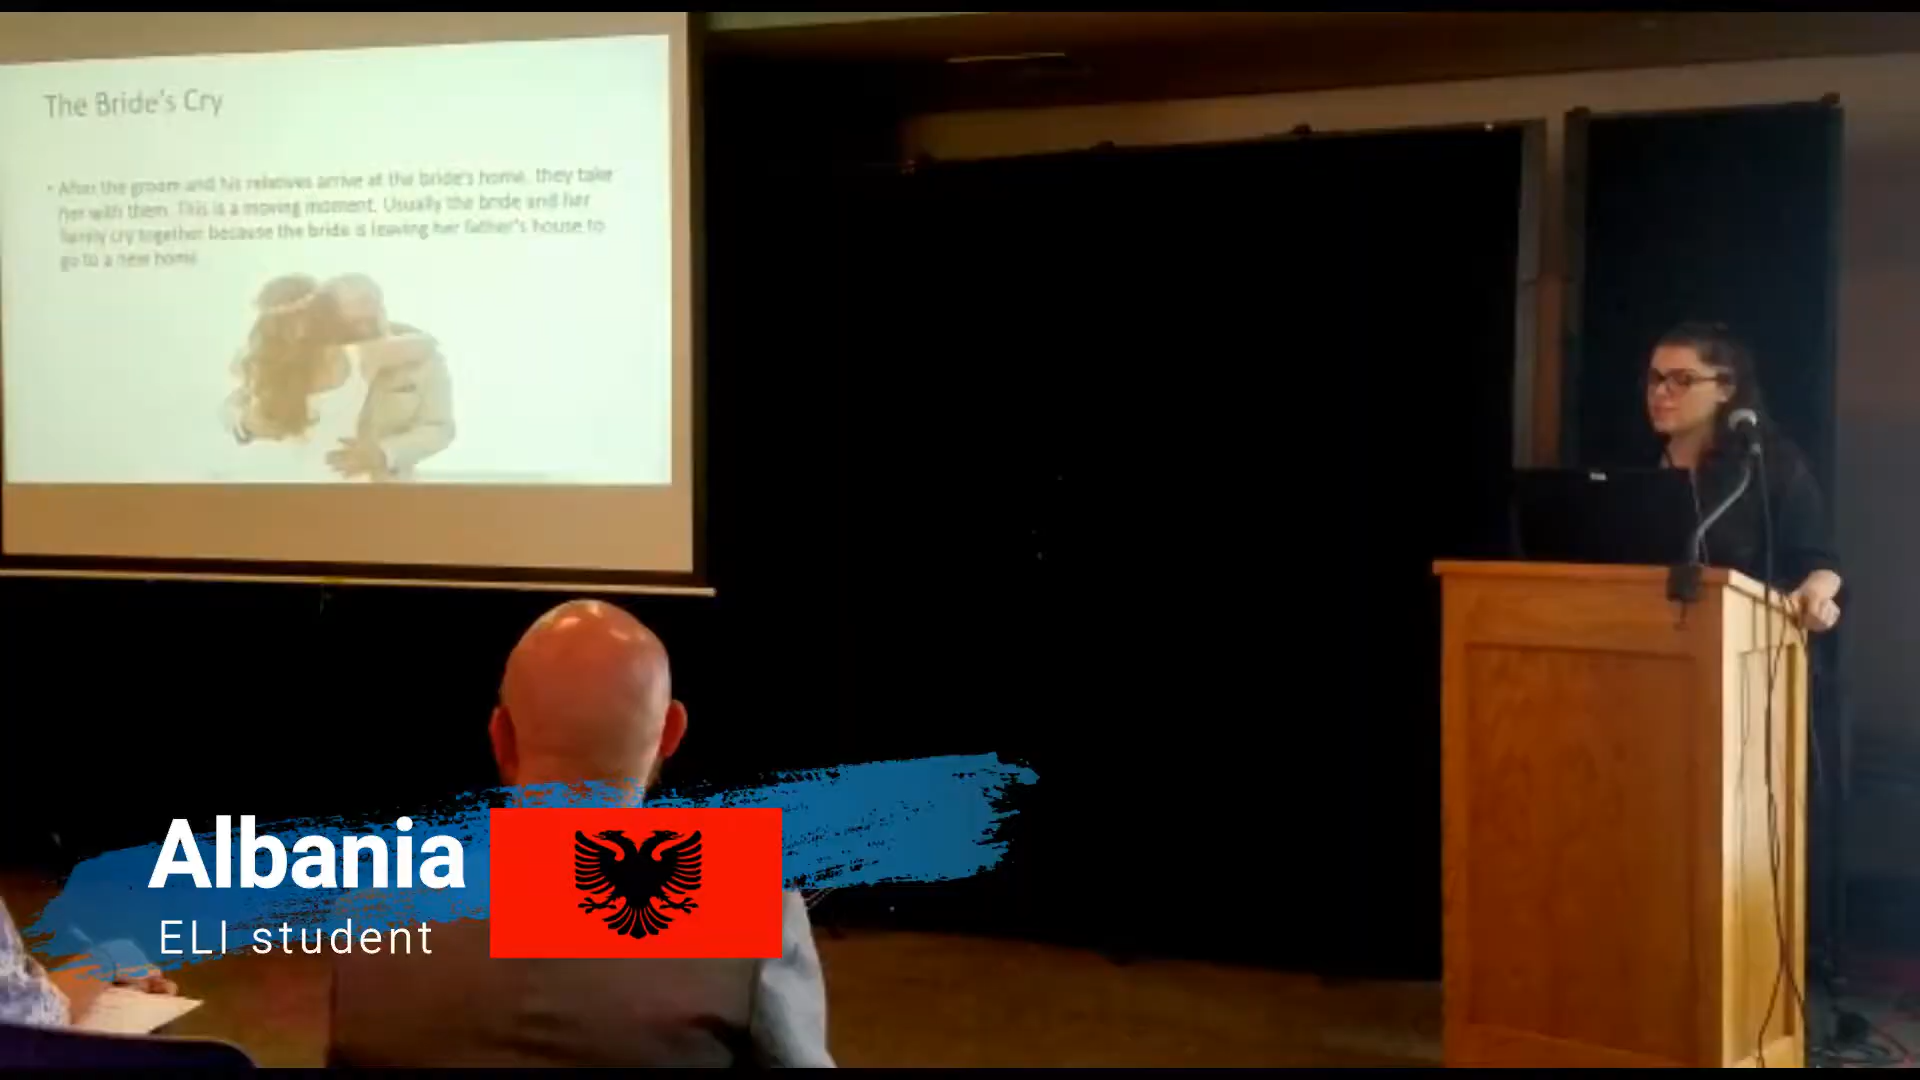 The Bride's Cry
• After the groom and his relatives arrive at the bride's home, they take
her with them. This is a moving moment. Usually the bride and her
family cry together because the bride is leaving her father's house to
go to a new home
Albania
ELI student